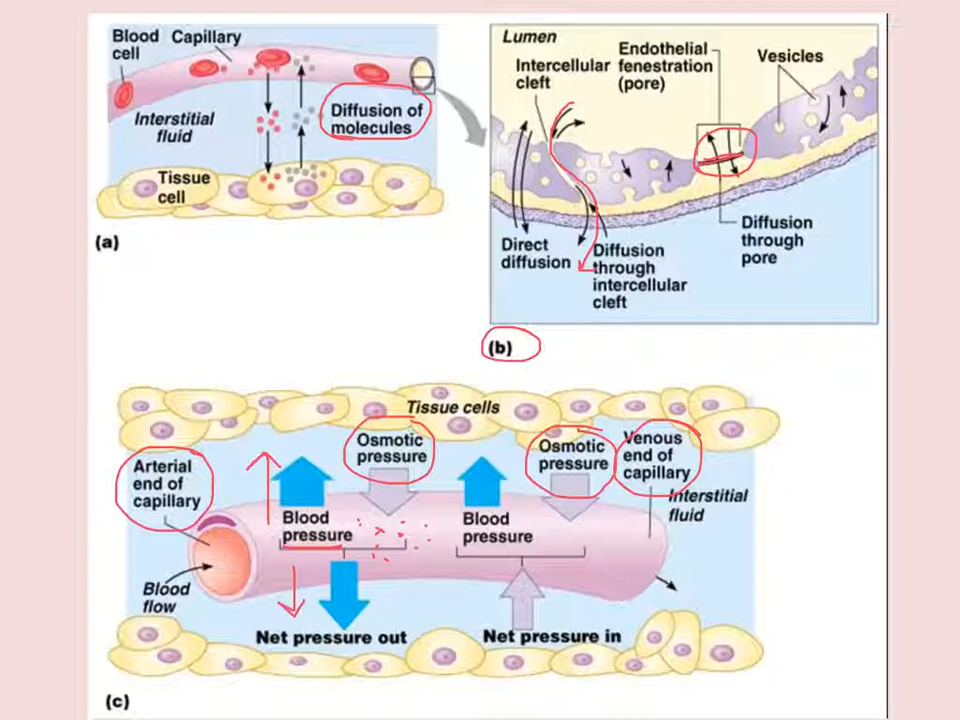 Blood
cell
Capillary
Interstitial
fluid
Diffusion of
molecules
Tissue
cell
(a)
Lumen
Intercellular
cleft
Endothelial
fenestration
(pore)
Vesicles
Direct
diffusion
Diffusion
through
intercellular
cleft
Diffusion
through
pore
(b)
Tissue cells
Arterial
end of
capillary
Osmotic
pressure
Osmotic
pressure
Venous
end of
capillary
Interstitial
fluid
Blood
pressure
Blood
pressure
Blood
flow
Net pressure out
Net pressure in
(c)